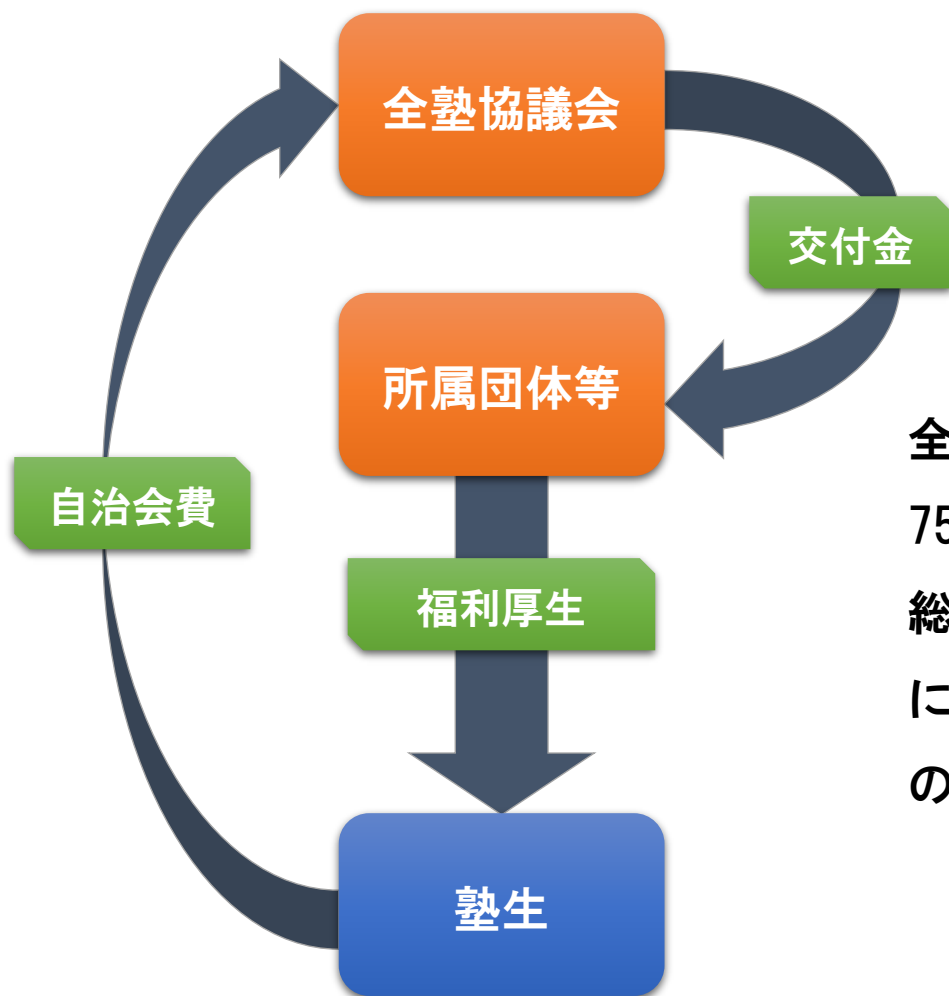 全塾協議会
交付金
所属団体等
自治会費
福利厚生
塾生
全
75
総
に
の